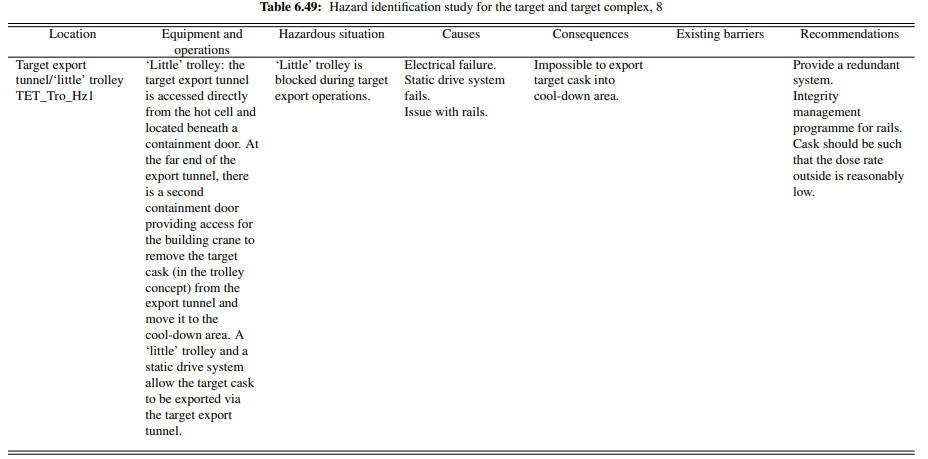 Table 6.49: Hazard identification study for the target and target complex, 8
Location
Equipment and
operations
Hazardous situation
Causes
Consequences
Existing barriers
Recommendations
Target export
tunnel/‘little’ trolley
TET_Tro_Hz1
‘Little’ trolley: the
target export tunnel
is accessed directly
from the hot cell and
located beneath a
containment door. At
the far end of the
export tunnel, there
is a second
containment door
providing access for
the building crane to
remove the target
cask (in the trolley
concept) from the
export tunnel and
move it to the
cool-down area. A
‘little’ trolley and a
static drive system
allow the target cask
to be exported via
the target export
tunnel.
‘Little’ trolley is
blocked during target
export operations.
Electrical failure.
Static drive system
fails.
Issue with rails.
Impossible to export
target cask into
cool-down area.
Provide a redundant
system.
Integrity
management
programme for rails.
Cask should be such
that the dose rate
outside is reasonably
low.